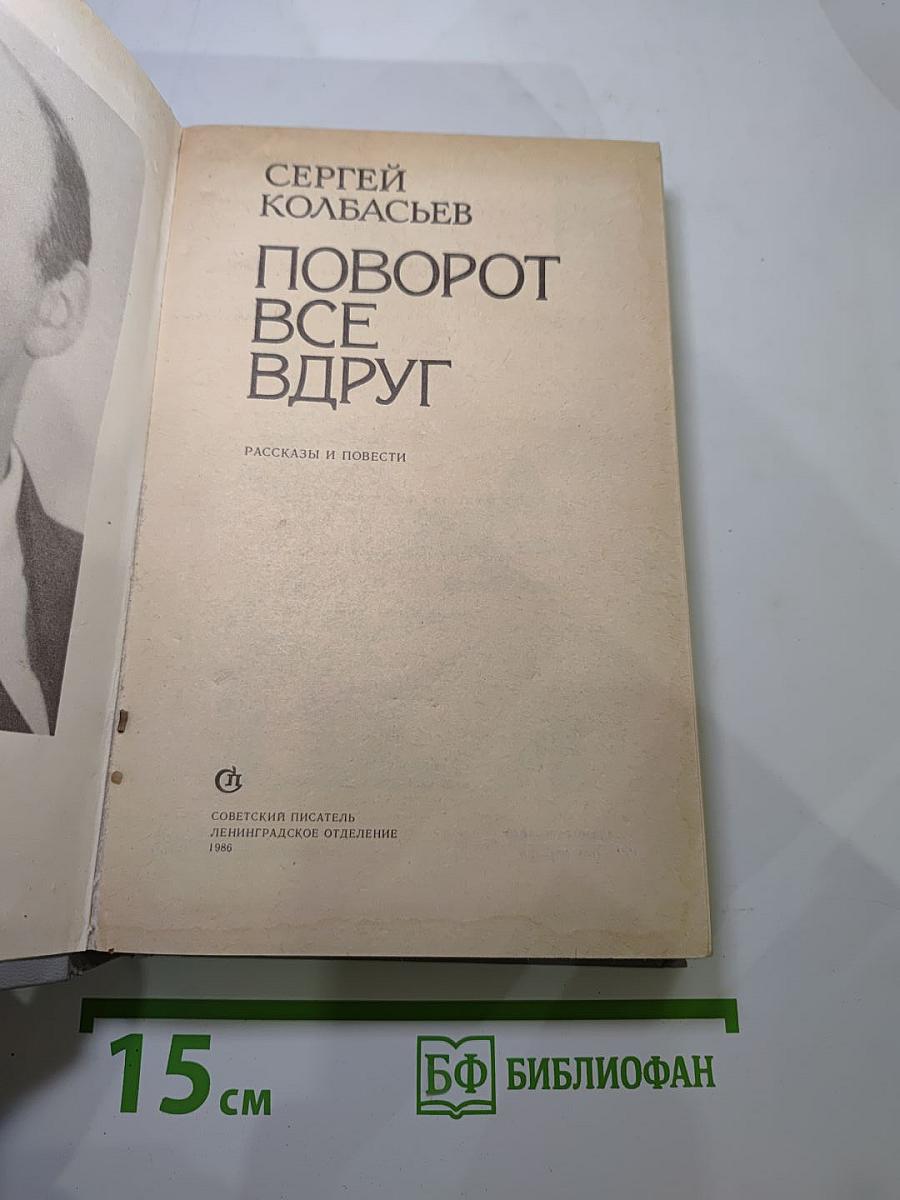 СЕРГЕЙ
КОЛБАСЬЕВ
ПОВОРОТ
ВСЕ
ВДРУГ
РАССКАЗЫ И ПОВЕСТИ
СП
СОВЕТСКИЙ ПИСАТЕЛЬ
ЛЕНИНГРАДСКОЕ ОТДЕЛЕНИЕ
1986
15 см
БФ БИБЛИОФАН